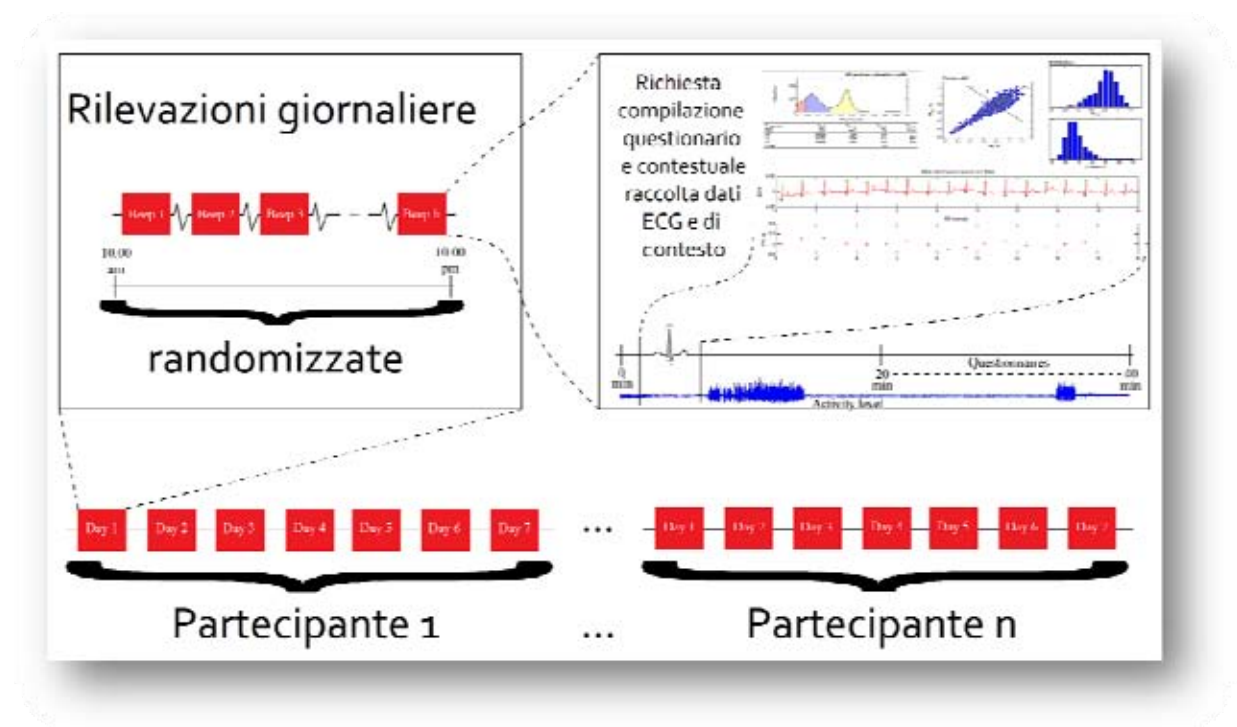 Rilevazioni giornaliere
Beep 1 Beep 2 Beep 3
10.00
am
10.00
pm
randomizzate
Richiesta
compilazione
questionario
e contestuale
raccolta dati
ECG e di
contesto
min
20
min
Questionnaires
min
Activity level
Day 1 Day 2 Day 3 Day 4 Day 5 Day 6 Day 7 ... Day 1 Day 2 Day 3 Day 4 Day 5 Day 6 Day 7
Partecipante 1 ... Partecipante n